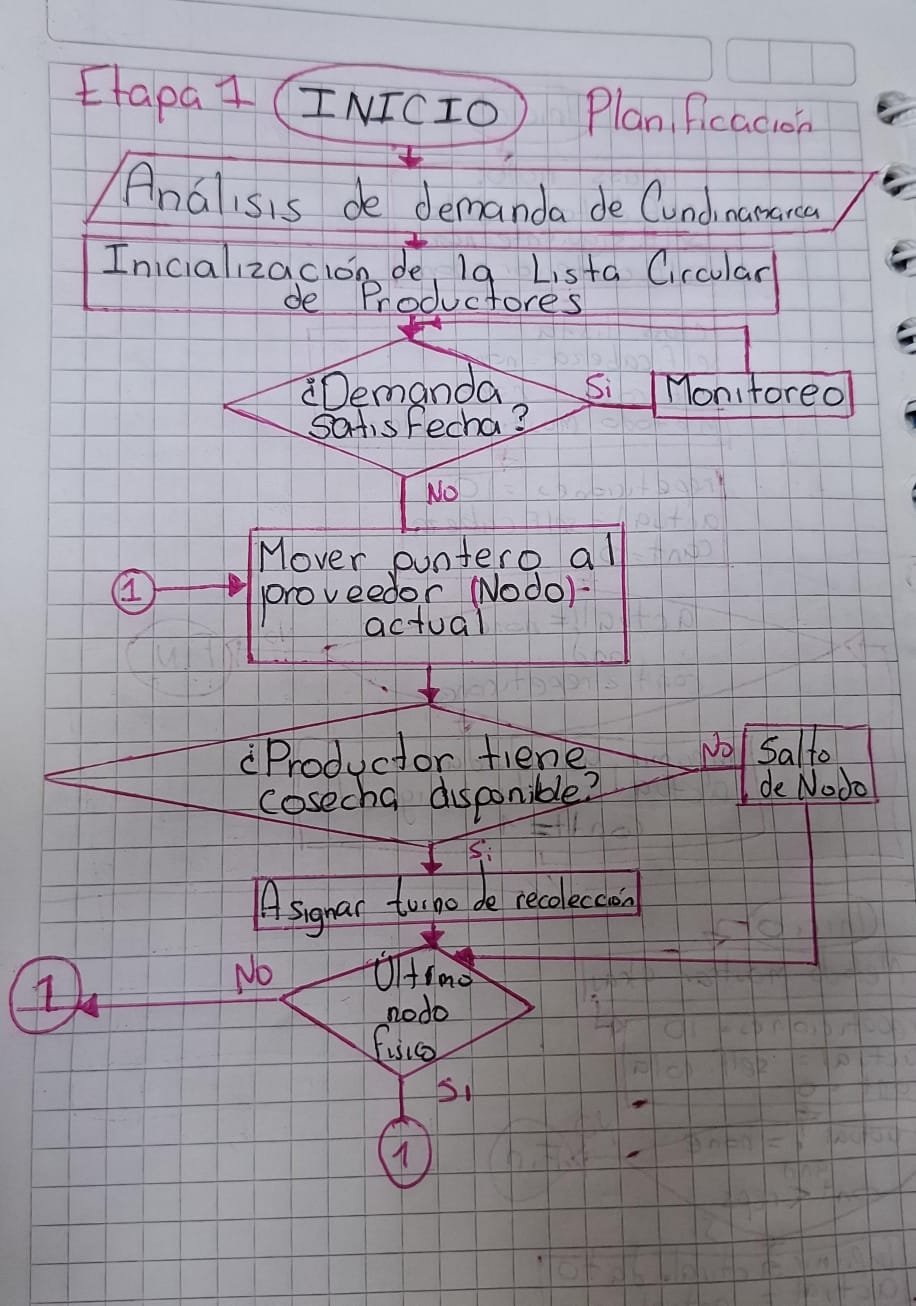 Etapa 1 INICIO Planificación
Análisis de demanda de Cundinamarca
Inicialización de la Lista Circular
de Productores
¿Demanda
satisfecha?
Si
Monitoreo
NO
Mover puntero al
proveedor (Nodo)-
actual
1
¿Productor tiene
cosecha disponible?
No
Salto
de Nodo
Si
Asignar turno de recolección
Último
nodo
físico
NO
1
Si
1